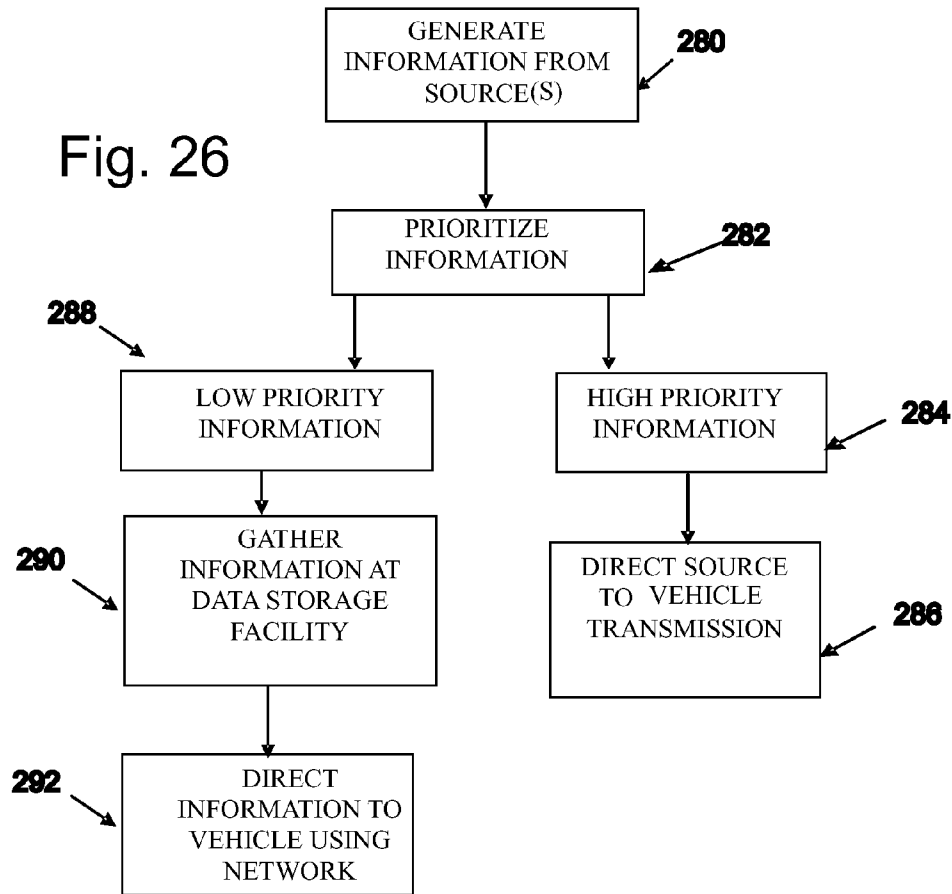 GENERATE
INFORMATION FROM
SOURCE(S)
280
Fig. 26
PRIORITIZE
INFORMATION
282
288
LOW PRIORITY
INFORMATION
HIGH PRIORITY
INFORMATION
284
290
GATHER
INFORMATION AT
DATA STORAGE
FACILITY
DIRECT SOURCE
TO VEHICLE
TRANSMISSION
286
292
DIRECT
INFORMATION TO
VEHICLE USING
NETWORK